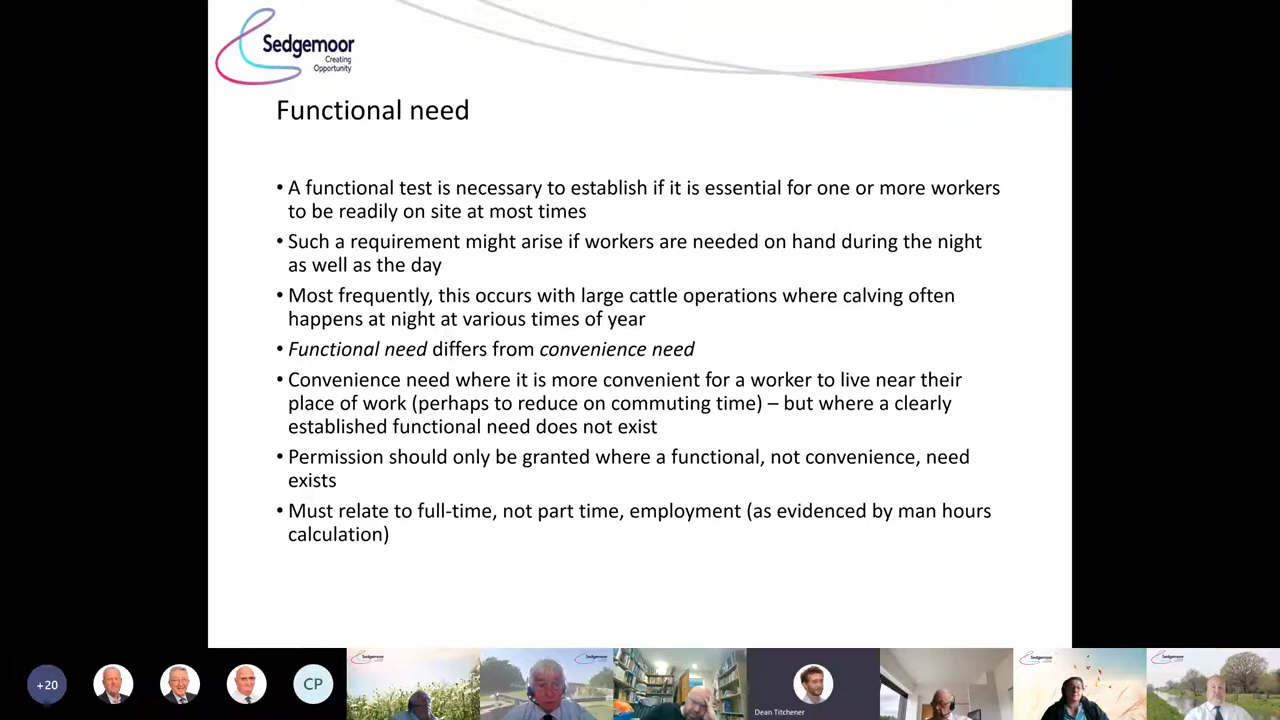 Sedgemoor
Creating
Opportunity
Functional need
• A functional test is necessary to establish if it is essential for one or more workers
to be readily on site at most times
• Such a requirement might arise if workers are needed on hand during the night
as well as the day
• Most frequently, this occurs with large cattle operations where calving often
happens at night at various times of year
• Functional need differs from convenience need
• Convenience need where it is more convenient for a worker to live near their
place of work (perhaps to reduce on commuting time) – but where a clearly
established functional need does not exist
• Permission should only be granted where a functional, not convenience, need
exists
• Must relate to full-time, not part time, employment (as evidenced by man hours
calculation)
+20
CP
Dean Titchener
Sedgemoor
Sedgemoor
Sedgemoor
Sedgemoor